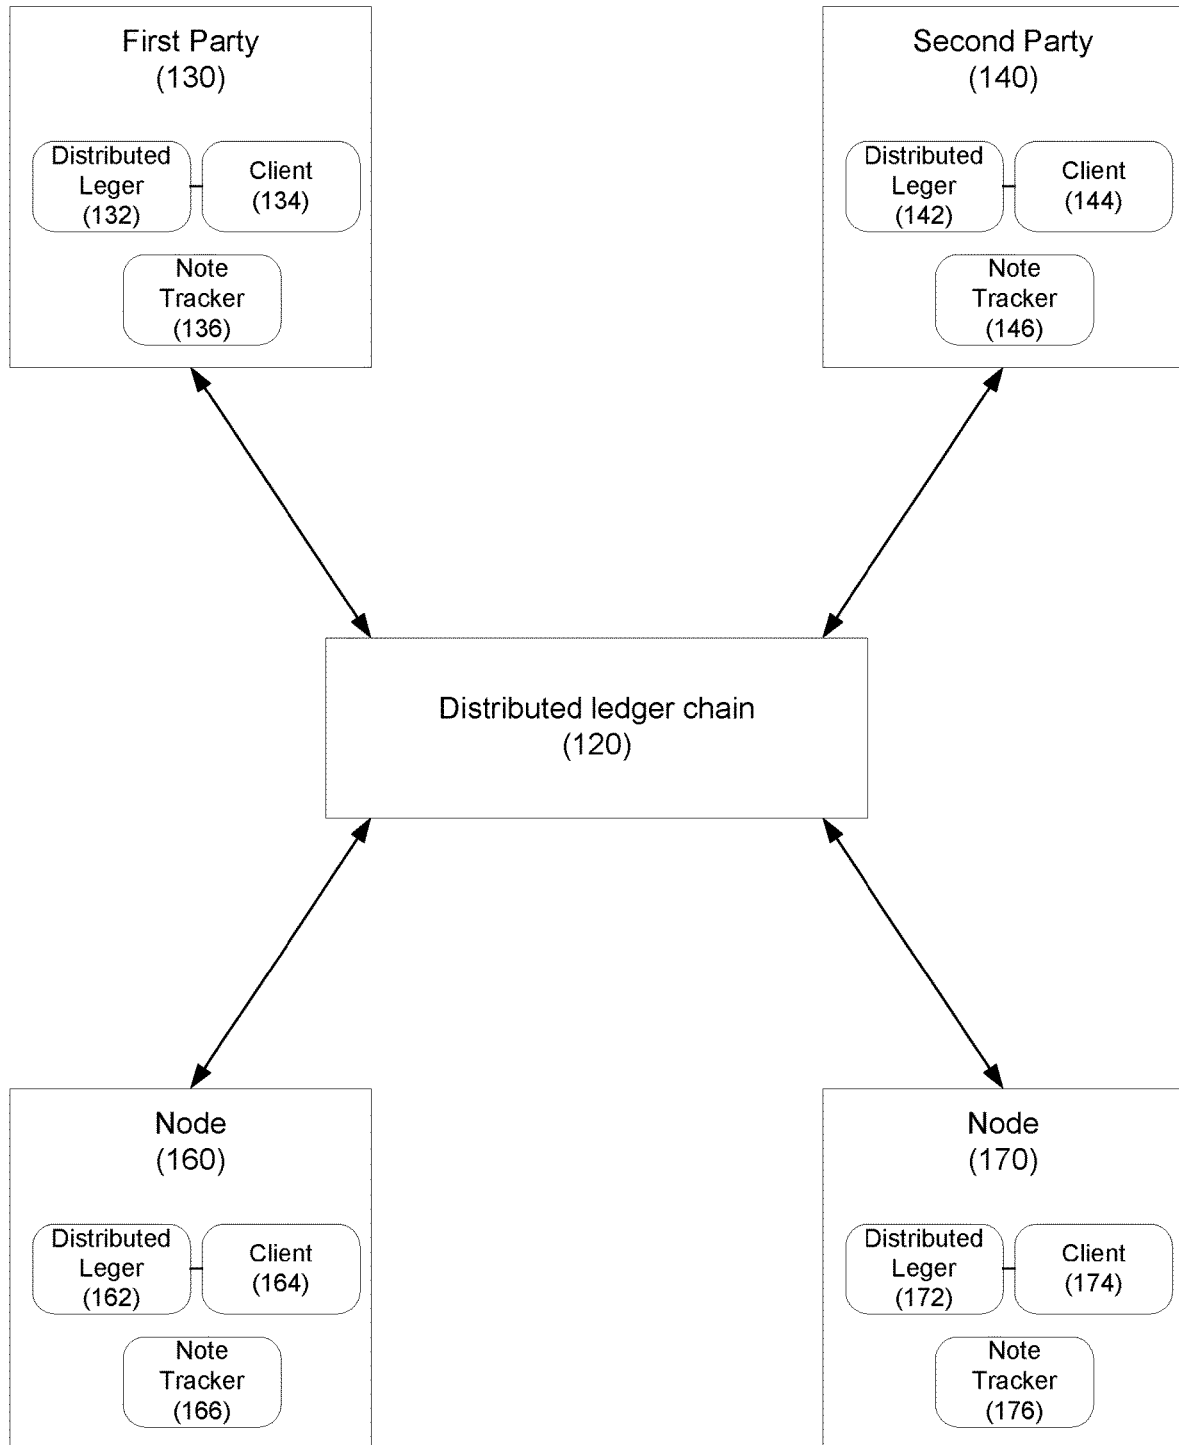 First Party
(130)
Distributed
Leger
(132)
Client
(134)
Note
Tracker
(136)
Second Party
(140)
Distributed
Leger
(142)
Client
(144)
Note
Tracker
(146)
Distributed ledger chain
(120)
Node
(160)
Distributed
Leger
(162)
Client
(164)
Note
Tracker
(166)
Node
(170)
Distributed
Leger
(172)
Client
(174)
Note
Tracker
(176)